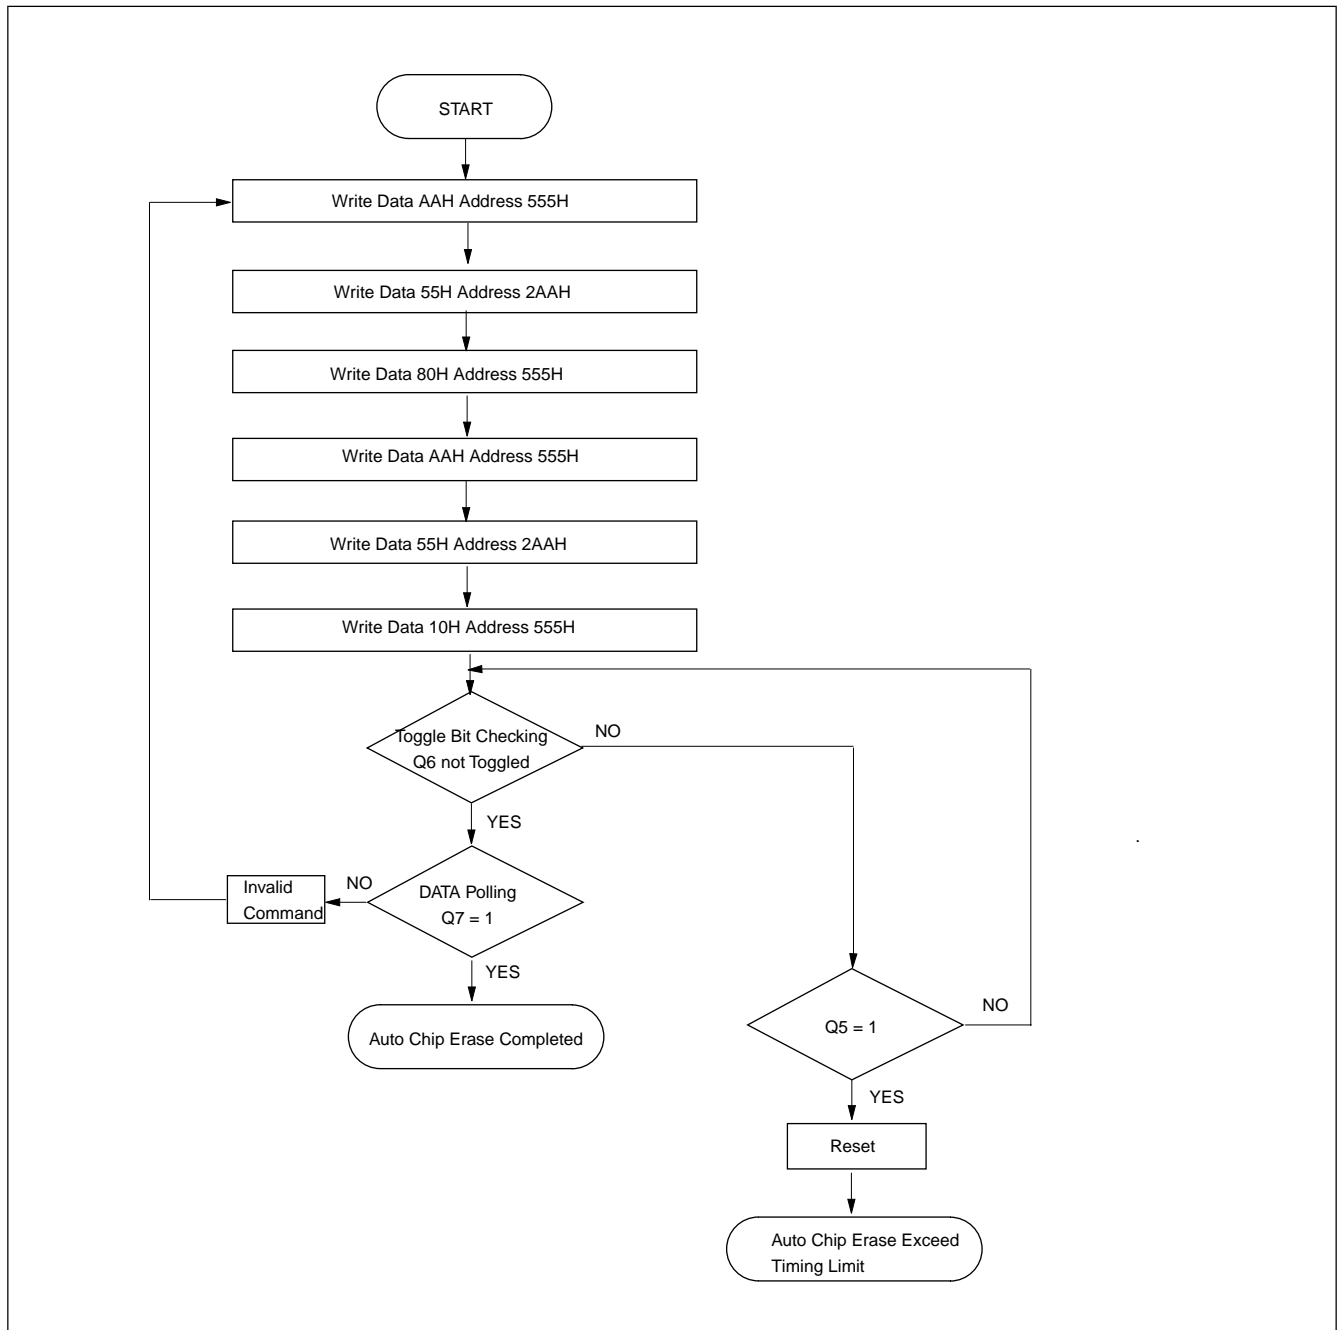 START
Write Data AAH Address 555H
Write Data 55H Address 2AAH
Write Data 80H Address 555H
Write Data AAH Address 555H
Write Data 55H Address 2AAH
Write Data 10H Address 555H
Toggle Bit Checking
Q6 not Toggled
NO
YES
Invalid
Command
NO
DATA Polling
Q7 = 1
YES
Auto Chip Erase Completed
Q5 = 1
NO
YES
Reset
Auto Chip Erase Exceed
Timing Limit